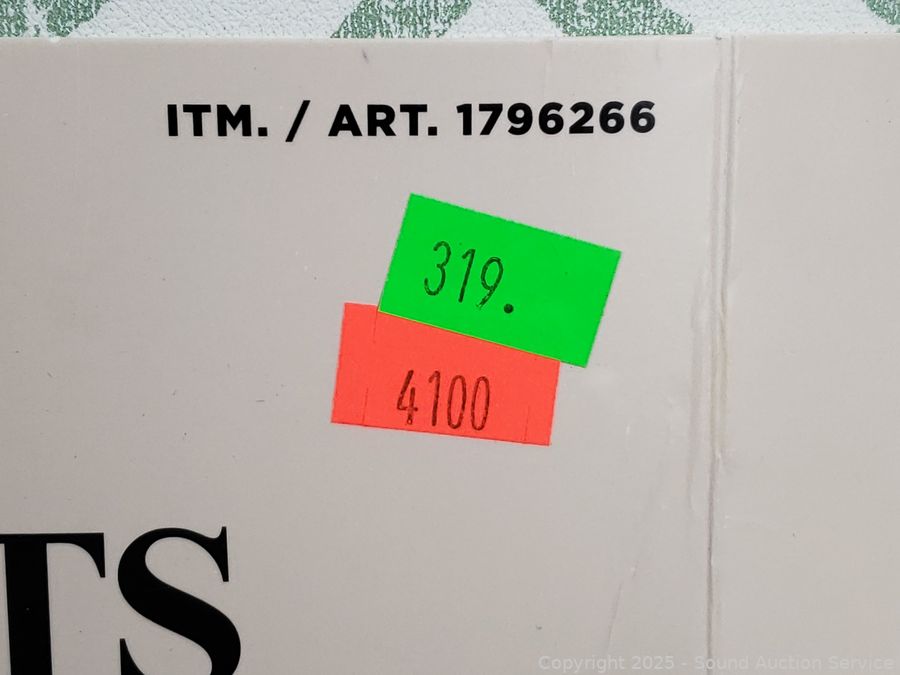 ITM. / ART. 1796266
319.
4100
TS
Copyright 2025 - Sound Auction Service